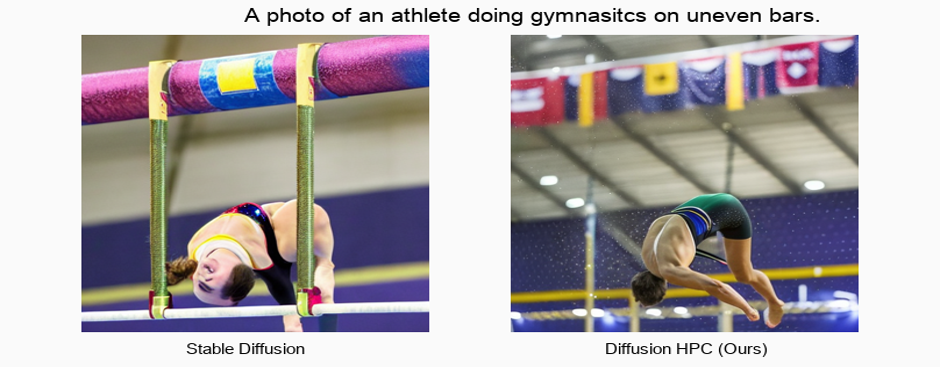 A photo of an athlete doing gymnasitcs on uneven bars.
Stable Diffusion
Diffusion HPC (Ours)